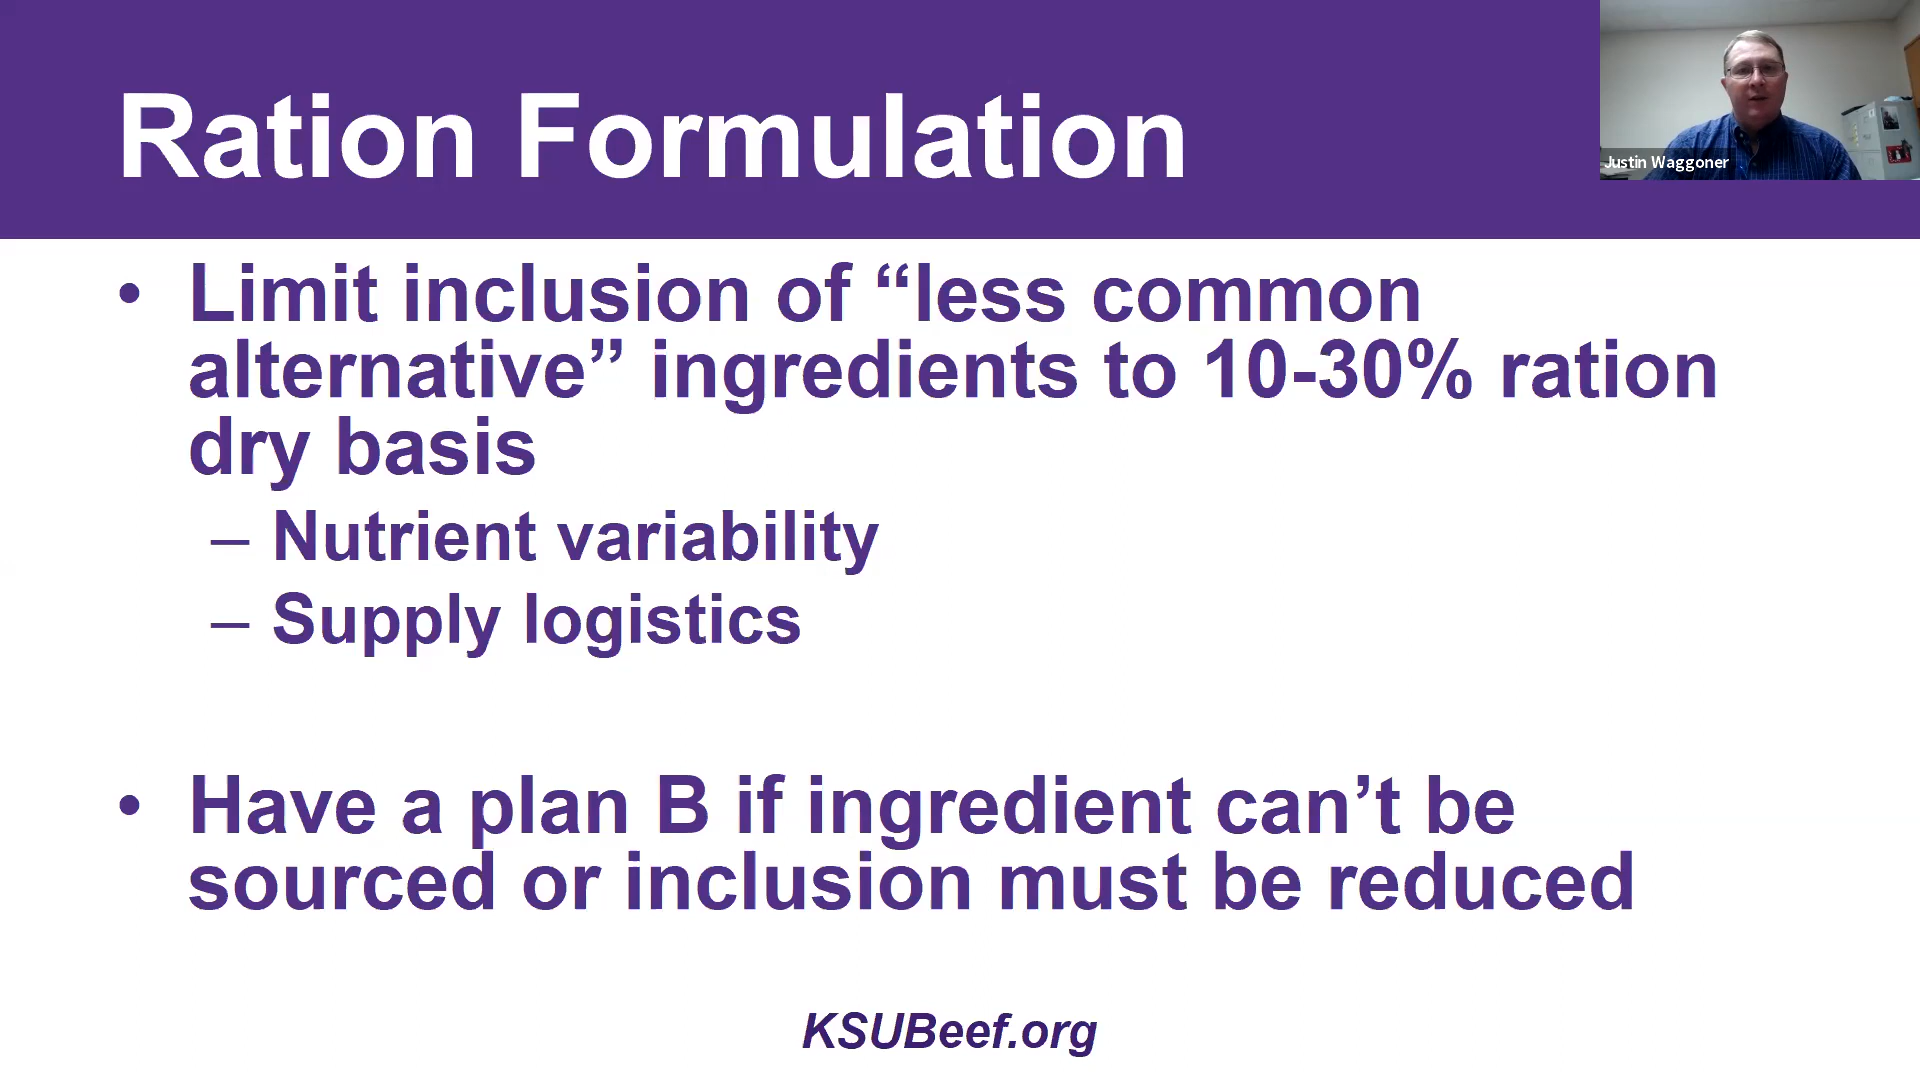 Ration Formulation
Justin Waggoner
• Limit inclusion of “less common
alternative” ingredients to 10-30% ration
dry basis
– Nutrient variability
– Supply logistics
• Have a plan B if ingredient can’t be
sourced or inclusion must be reduced
KSUBeef.org